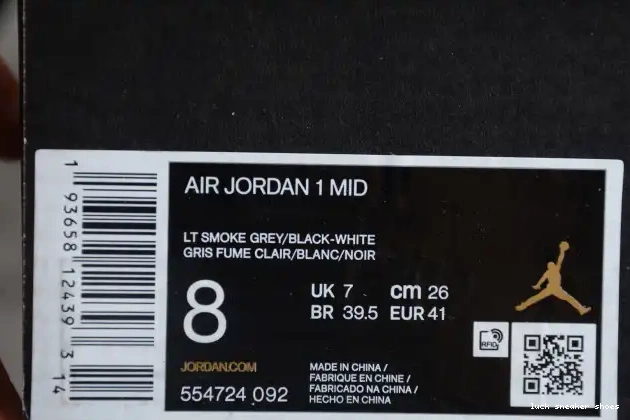 AIR JORDAN 1 MID
LT SMOKE GREY/BLACK-WHITE
GRIS FUME CLAIR/BLANC/NOIR
8
UK 7 cm 26
BR 39.5 EUR 41
JORDAN.COM
554724 092
MADE IN CHINA /
FABRIQUE EN CHINE /
FABRICADO NA CHINA /
HECHO EN CHINA
RFID
1 93658 12439 3 14
luck sneaker shoes